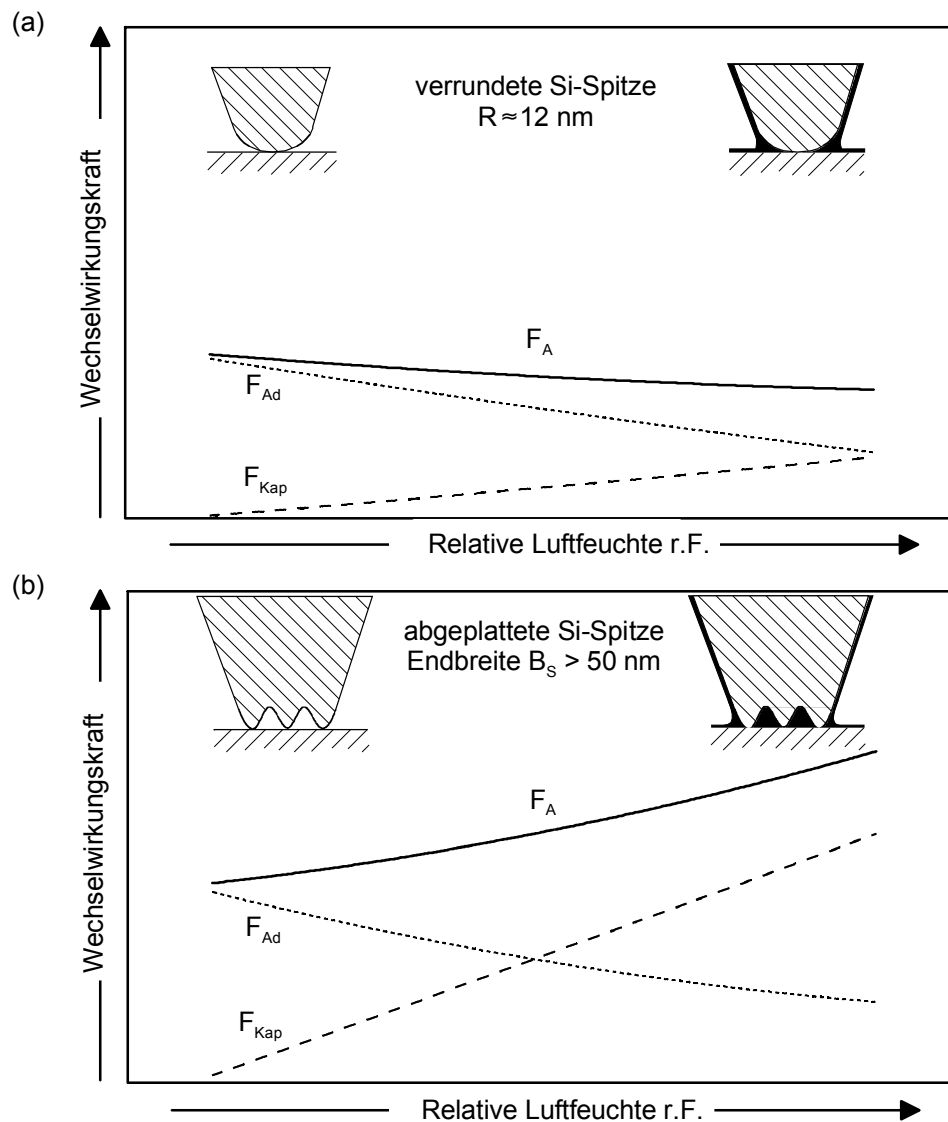 (a)
verrundete Si-Spitze
R ≈ 12 nm
Wechselwirkungskraft
F_A
F_Ad
F_Kap
Relative Luftfeuchte r.F.
(b)
abgeplattete Si-Spitze
Endbreite B_S > 50 nm
Wechselwirkungskraft
F_A
F_Ad
F_Kap
Relative Luftfeuchte r.F.